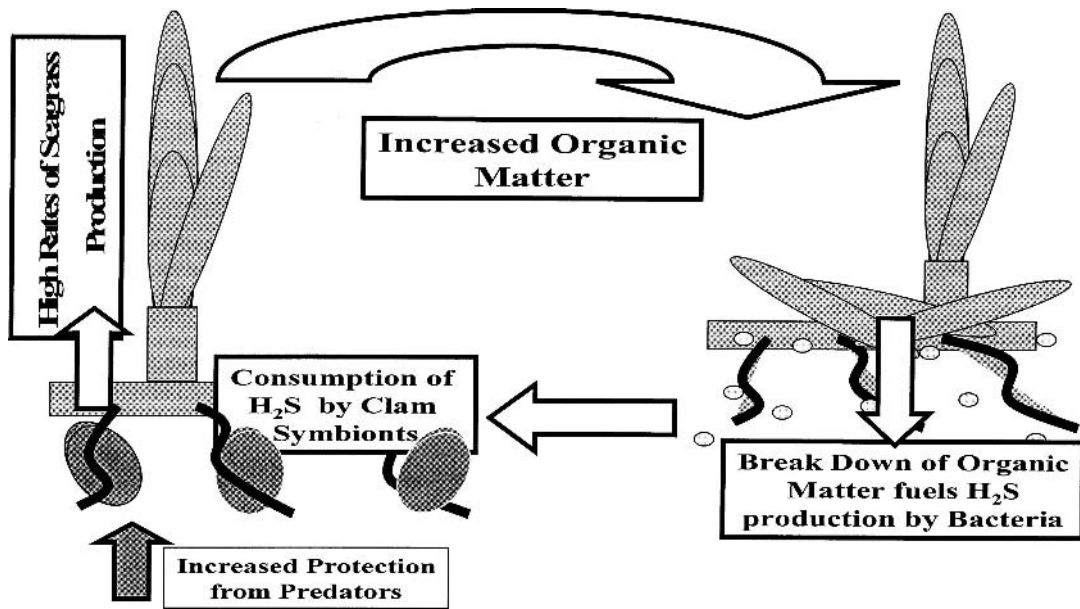 High Rates of Seagrass
Production
Increased Organic
Matter
Consumption of
H₂S by Clam
Symbionts
Break Down of Organic
Matter fuels H₂S
production by Bacteria
Increased Protection
from Predators